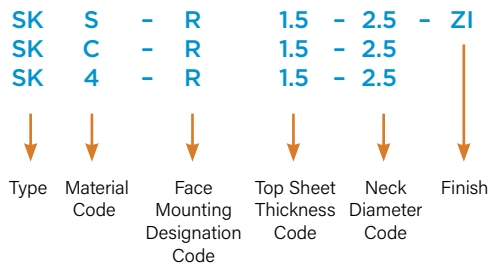 SK S - R 1.5 - 2.5 - ZI
SK C - R 1.5 - 2.5
SK 4 - R 1.5 - 2.5
Type Material Face Top Sheet Neck Finish
Code Mounting Thickness Diameter
Designation Code Code
Code